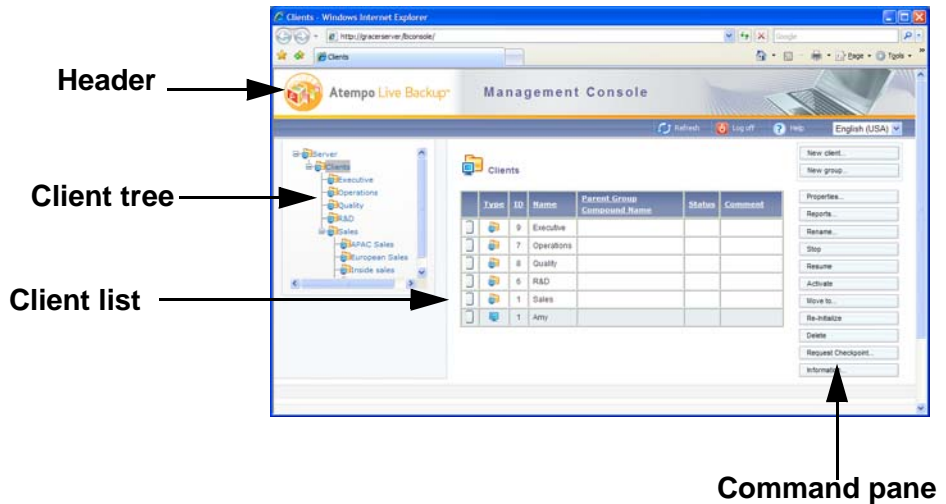 Clients - Windows Internet Explorer
http://gracerserver/lbconsole/
Google
Clients
Page
Tools
Header
Atempo Live Backup
Management Console
Refresh
Log off
Help
English (USA)
Client tree
Server
Clients
Executive
Operations
Quality
R&D
Sales
APAC Sales
European Sales
Inside sales
Client list
Clients
Type ID Name Parent Group Compound Name Status Comment
9 Executive
7 Operations
8 Quality
6 R&D
1 Sales
1 Amy
New client...
New group...
Properties...
Reports...
Rename...
Stop
Resume
Activate
Move to...
Re-Initialize
Delete
Request Checkpoint...
Information...
Command pane